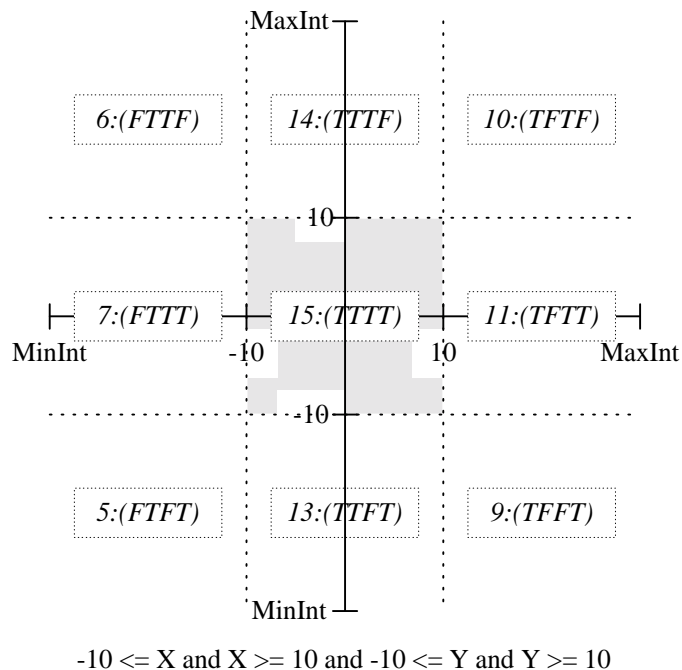 MaxInt
6:(FTTF) 14:(TTTF) 10:(TFTF)
10
7:(FTTT) 15:(TTTT) 11:(TFTT)
MinInt -10 10 MaxInt
-10
5:(FTFT) 13:(TTFT) 9:(TFFT)
MinInt
-10 <= X and X >= 10 and -10 <= Y and Y >= 10